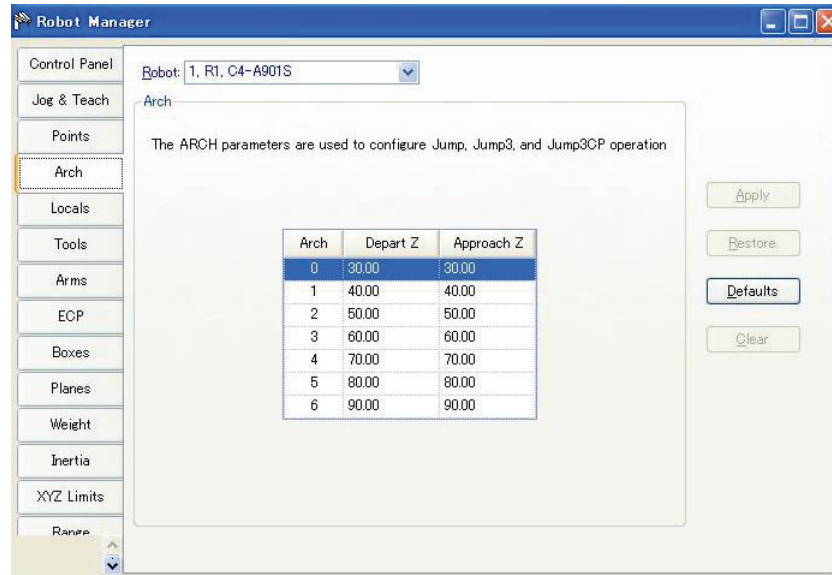 Robot Manager
Control Panel
Jog & Teach
Points
Arch
Locals
Tools
Arms
ECP
Boxes
Planes
Weight
Inertia
XYZ Limits
Range
Robot: 1, R1, C4-A901S
Arch
The ARCH parameters are used to configure Jump, Jump3, and Jump3CP operation
Arch Depart Z Approach Z
0 30.00 30.00
1 40.00 40.00
2 50.00 50.00
3 60.00 60.00
4 70.00 70.00
5 80.00 80.00
6 90.00 90.00
Apply
Restore
Defaults
Clear